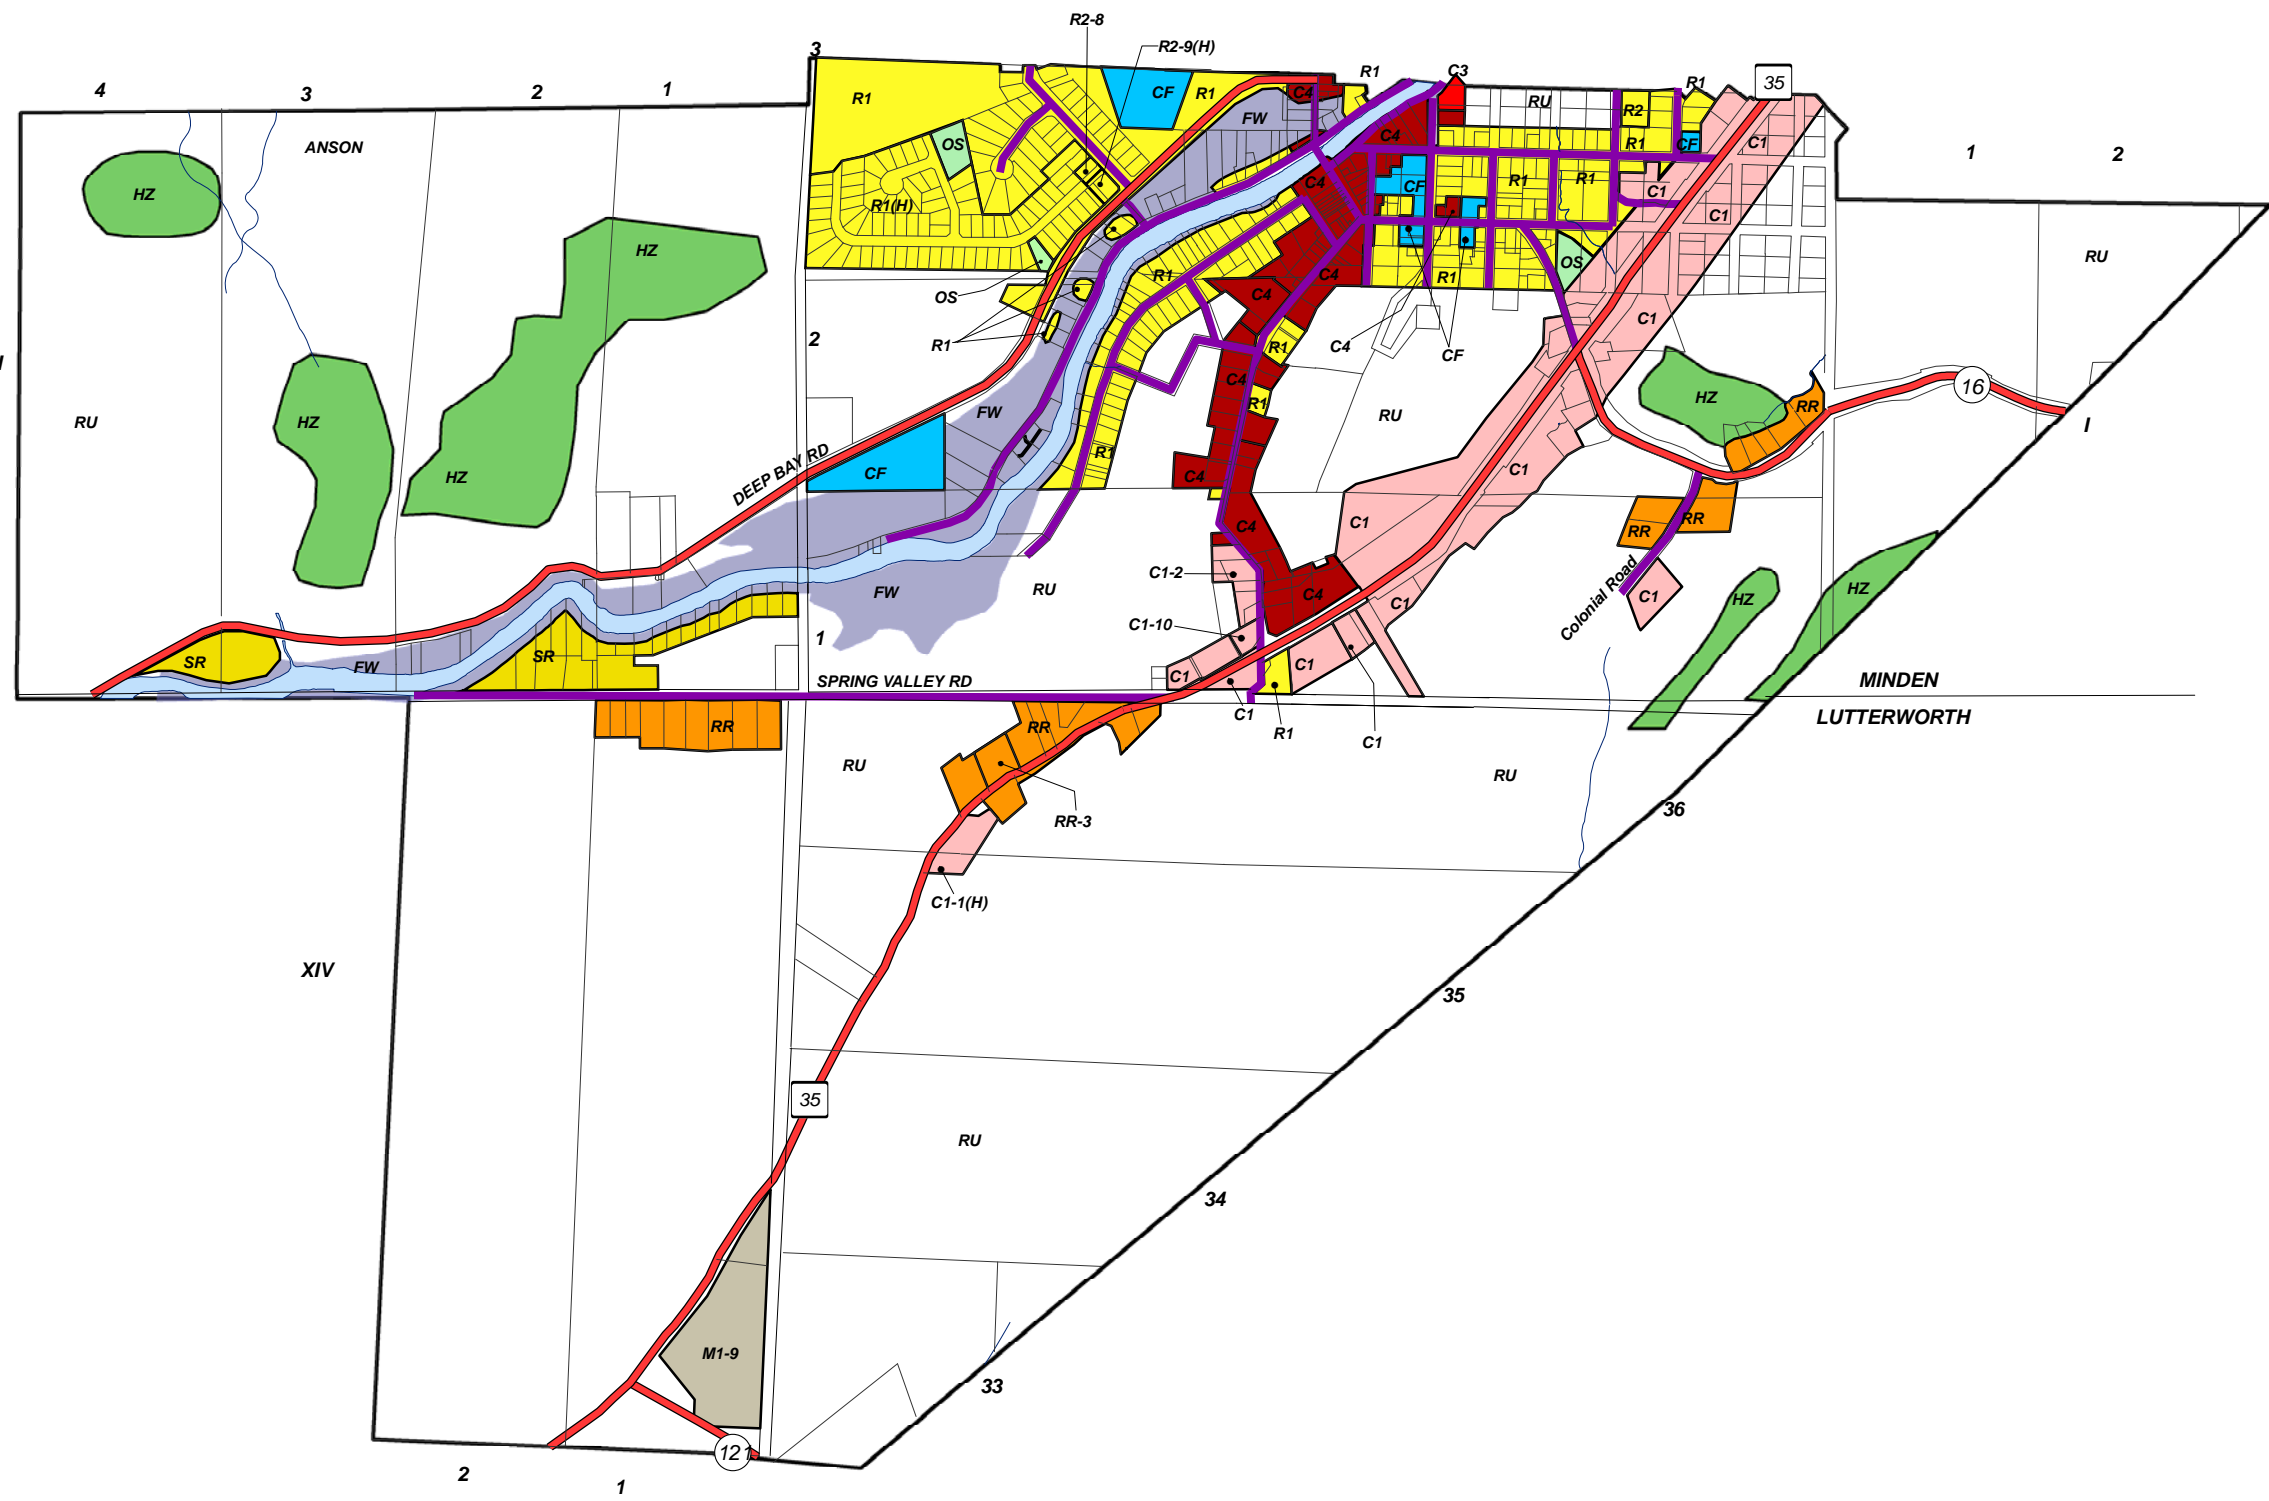 R2-8
R2-9(H)
3
4
3
2
1
R1
C3
35
R1
R1
CF
R1
C4
FW
RU
R2
R1
CF
C1
ANSON
OS
C4
1
2
HZ
R1(H)
C4
CF
R1
R1
C1
C1
HZ
R1
C4
R1
OS
RU
OS
C4
C1
R1
2
R1
C4
CF
C4
R1
HZ
RR
16
RU
HZ
FW
R1
RU
I
HZ
DEEP BAY RD
CF
R1
C4
C1
C4
C1
RR
RR
C1-2
FW
RU
C4
C1
Colonial Road
C1
HZ
HZ
C1-10
1
SR
FW
SR
C1
C1
SPRING VALLEY RD
MINDEN
LUTTERWORTH
C1
R1
C1
RR
RR
RU
RU
RR-3
36
C1-1(H)
XIV
35
35
RU
34
M1-9
33
121
2
1